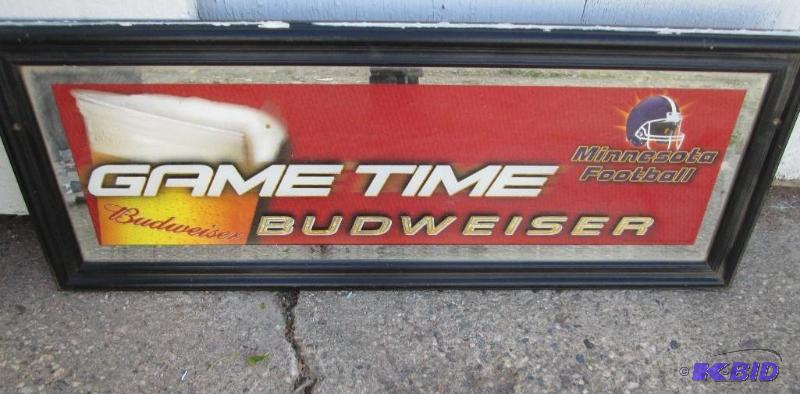 GAME TIME
Minnesota
Football
Budweiser
BUDWEISER
© K-BID